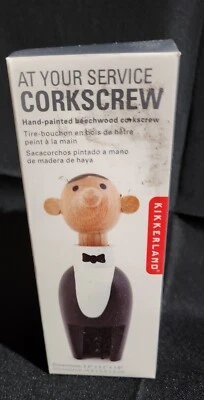 AT YOUR SERVICE
CORKSCREW
Hand-painted beechwood corkscrew
Tire-bouchon en bois de hêtre
peint à la main
Sacacorchos pintado a mano
de madera de haya
KIKKERLAND